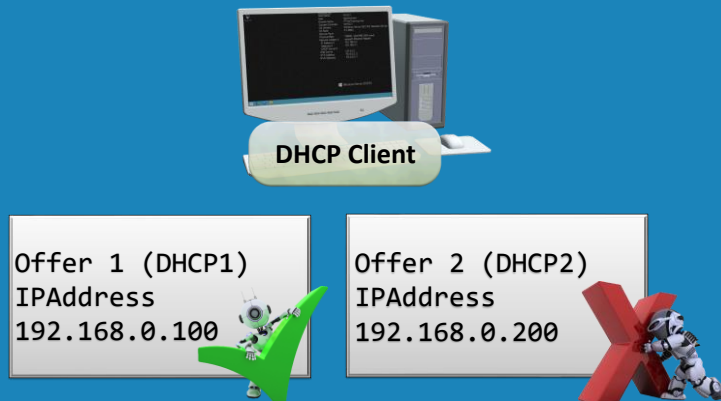 DHCP Client
Offer 1 (DHCP1)
IPAddress
192.168.0.100
Offer 2 (DHCP2)
IPAddress
192.168.0.200